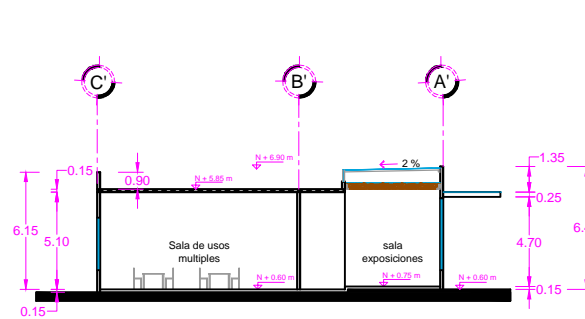 C' B' A'
N + 6.90 m
2 %
1.35
0.15
0.90
N + 5.85 m
0.25
6.15
5.10
Sala de usos
multiples
sala
exposiciones
4.70
N + 0.60 m
N + 0.75 m
N + 0.60 m
0.15
0.15